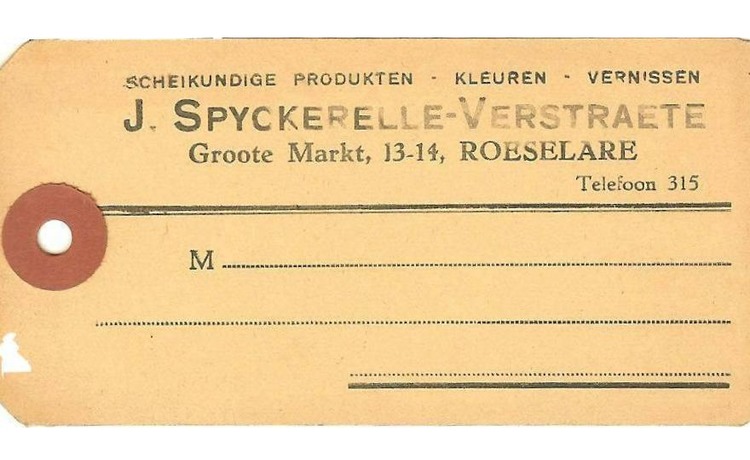 SCHEIKUNDIGE PRODUKTEN - KLEUREN - VERNISSEN
J. SPYCKERELLE-VERSTRAETE
Groote Markt, 13-14, ROESELARE
Telefoon 315
M